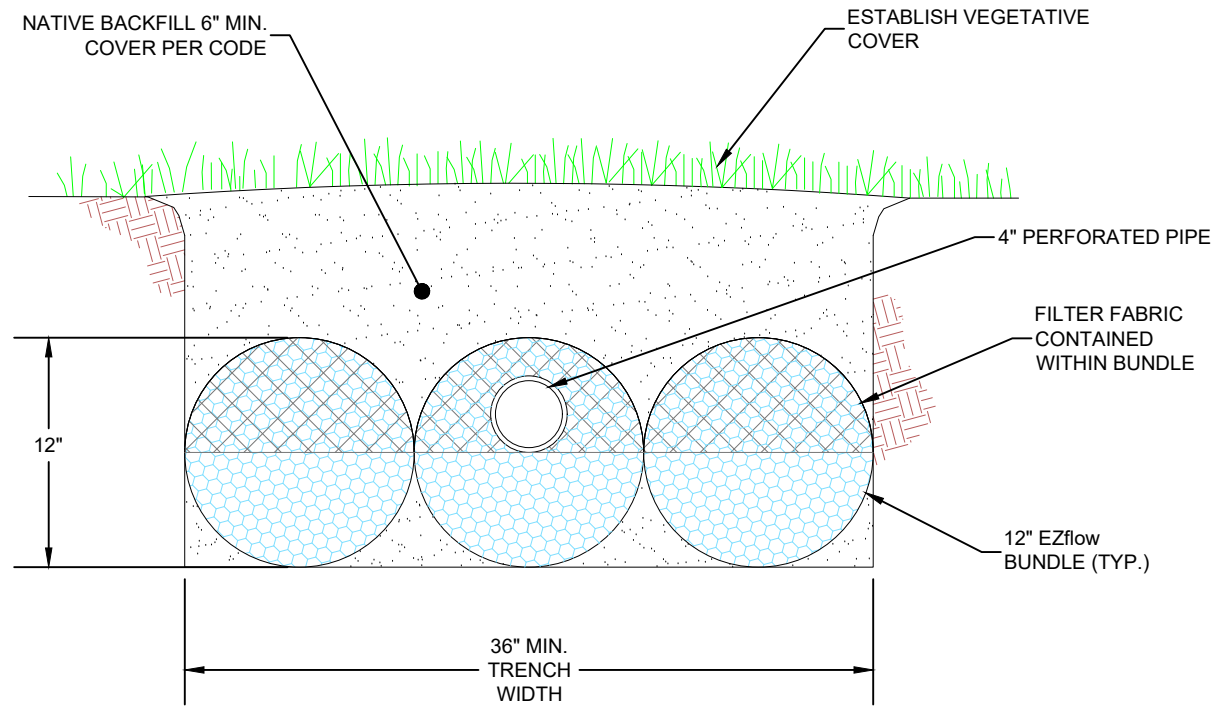 NATIVE BACKFILL 6" MIN.
COVER PER CODE
ESTABLISH VEGETATIVE
COVER
4" PERFORATED PIPE
FILTER FABRIC
CONTAINED
WITHIN BUNDLE
12"
12" EZflow
BUNDLE (TYP.)
36" MIN.
TRENCH
WIDTH